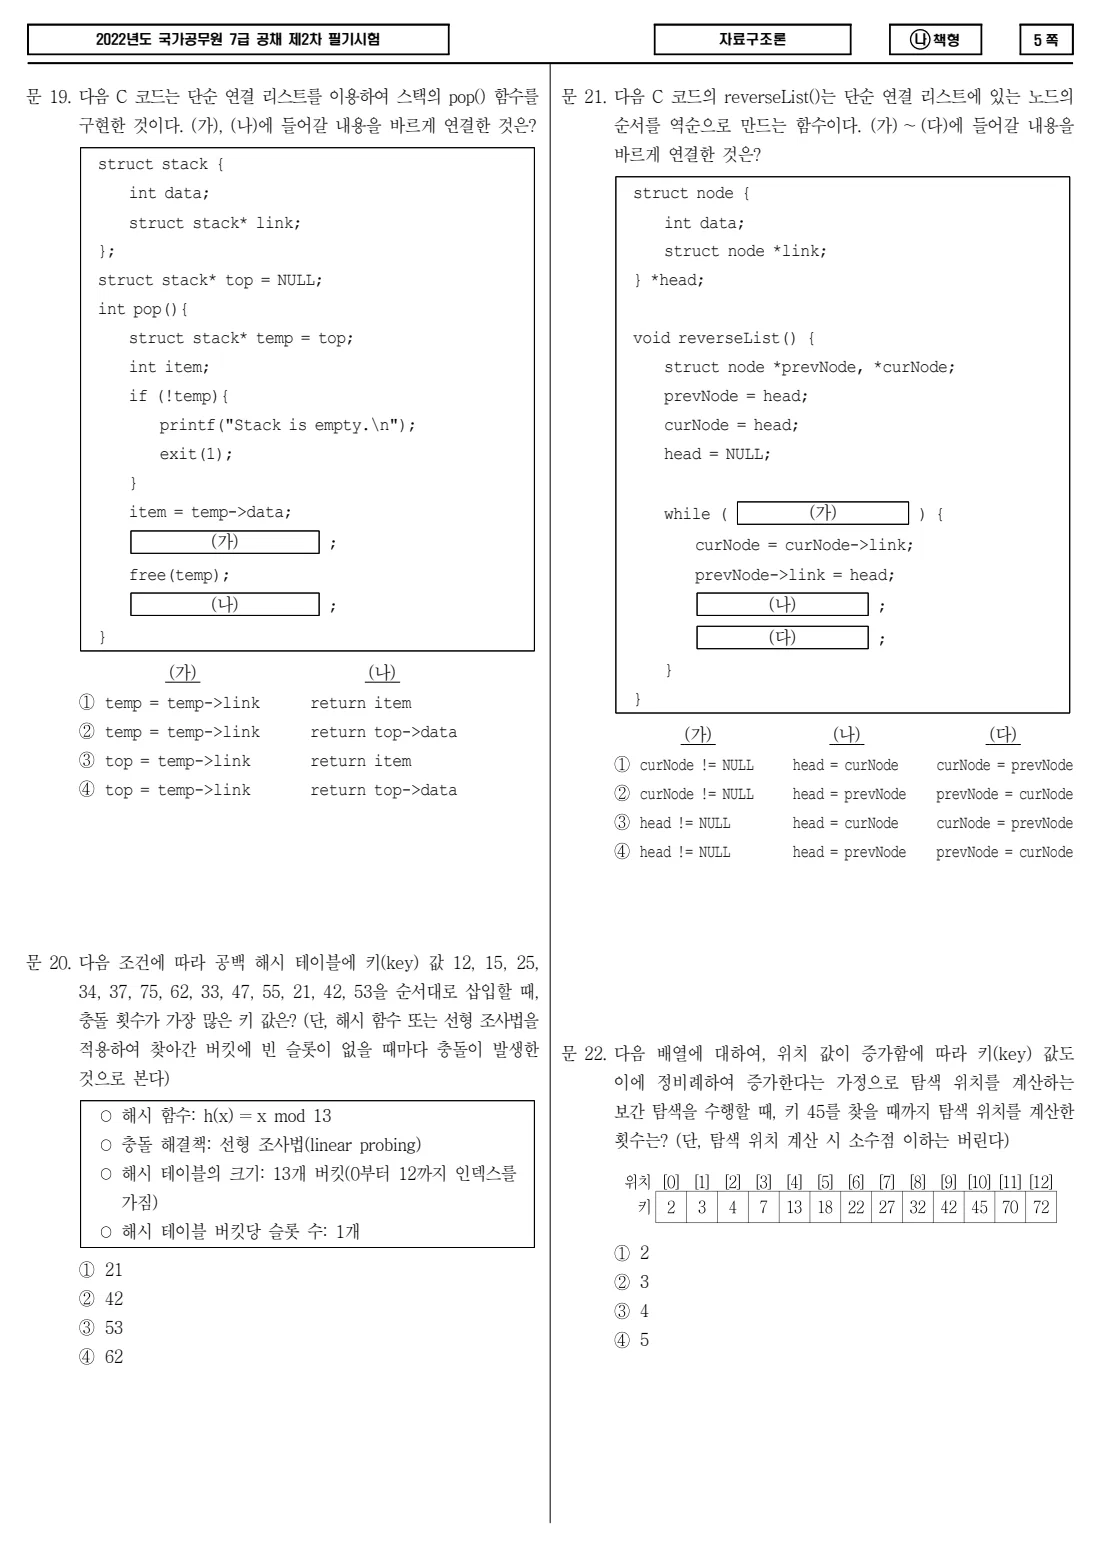 2022년도 국가공무원 7급 공채 제2차 필기시험
자료구조론
㉯책형
5 쪽
문 19. 다음 C 코드는 단순 연결 리스트를 이용하여 스택의 pop() 함수를
구현한 것이다. (가), (나)에 들어갈 내용을 바르게 연결한 것은?
struct stack {
int data;
struct stack* link;
};
struct stack* top = NULL;
int pop(){
struct stack* temp = top;
int item;
if (!temp){
printf("Stack is empty.\n");
exit(1);
}
item = temp->data;
(가) ;
free(temp);
(나) ;
}
(가) (나)
① temp = temp->link return item
② temp = temp->link return top->data
③ top = temp->link return item
④ top = temp->link return top->data
문 20. 다음 조건에 따라 공백 해시 테이블에 키(key) 값 12, 15, 25,
34, 37, 75, 62, 33, 47, 55, 21, 42, 53을 순서대로 삽입할 때,
충돌 횟수가 가장 많은 키 값은? (단, 해시 함수 또는 선형 조사법을
적용하여 찾아간 버킷에 빈 슬롯이 없을 때마다 충돌이 발생한
것으로 본다)
○ 해시 함수: h(x) = x mod 13
○ 충돌 해결책: 선형 조사법(linear probing)
○ 해시 테이블의 크기: 13개 버킷(0부터 12까지 인덱스를
가짐)
○ 해시 테이블 버킷당 슬롯 수: 1개
① 21
② 42
③ 53
④ 62
문 21. 다음 C 코드의 reverseList()는 단순 연결 리스트에 있는 노드의
순서를 역순으로 만드는 함수이다. (가) ~ (다)에 들어갈 내용을
바르게 연결한 것은?
struct node {
int data;
struct node *link;
} *head;
void reverseList() {
struct node *prevNode, *curNode;
prevNode = head;
curNode = head;
head = NULL;
while ( (가) ) {
curNode = curNode->link;
prevNode->link = head;
(나) ;
(다) ;
}
}
(가) (나) (다)
① curNode != NULL head = curNode curNode = prevNode
② curNode != NULL head = prevNode prevNode = curNode
③ head != NULL head = curNode curNode = prevNode
④ head != NULL head = prevNode prevNode = curNode
문 22. 다음 배열에 대하여, 위치 값이 증가함에 따라 키(key) 값도
이에 정비례하여 증가한다는 가정으로 탐색 위치를 계산하는
보간 탐색을 수행할 때, 키 45를 찾을 때까지 탐색 위치를 계산한
횟수는? (단, 탐색 위치 계산 시 소수점 이하는 버린다)
위치 [0] [1] [2] [3] [4] [5] [6] [7] [8] [9] [10] [11] [12]
키 2 3 4 7 13 18 22 27 32 42 45 70 72
① 2
② 3
③ 4
④ 5